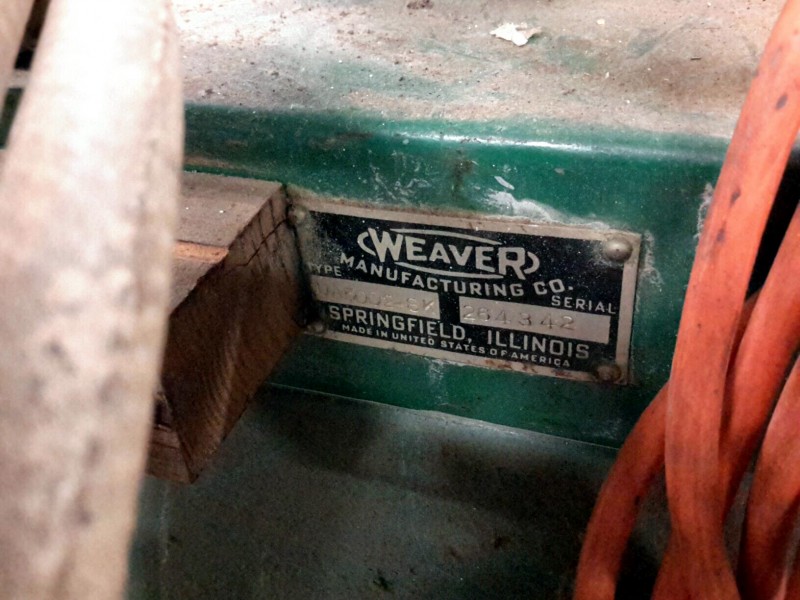 WEAVER
MANUFACTURING CO.
TYPE SERIAL
264342
SPRINGFIELD, ILLINOIS
MADE IN UNITED STATES OF AMERICA